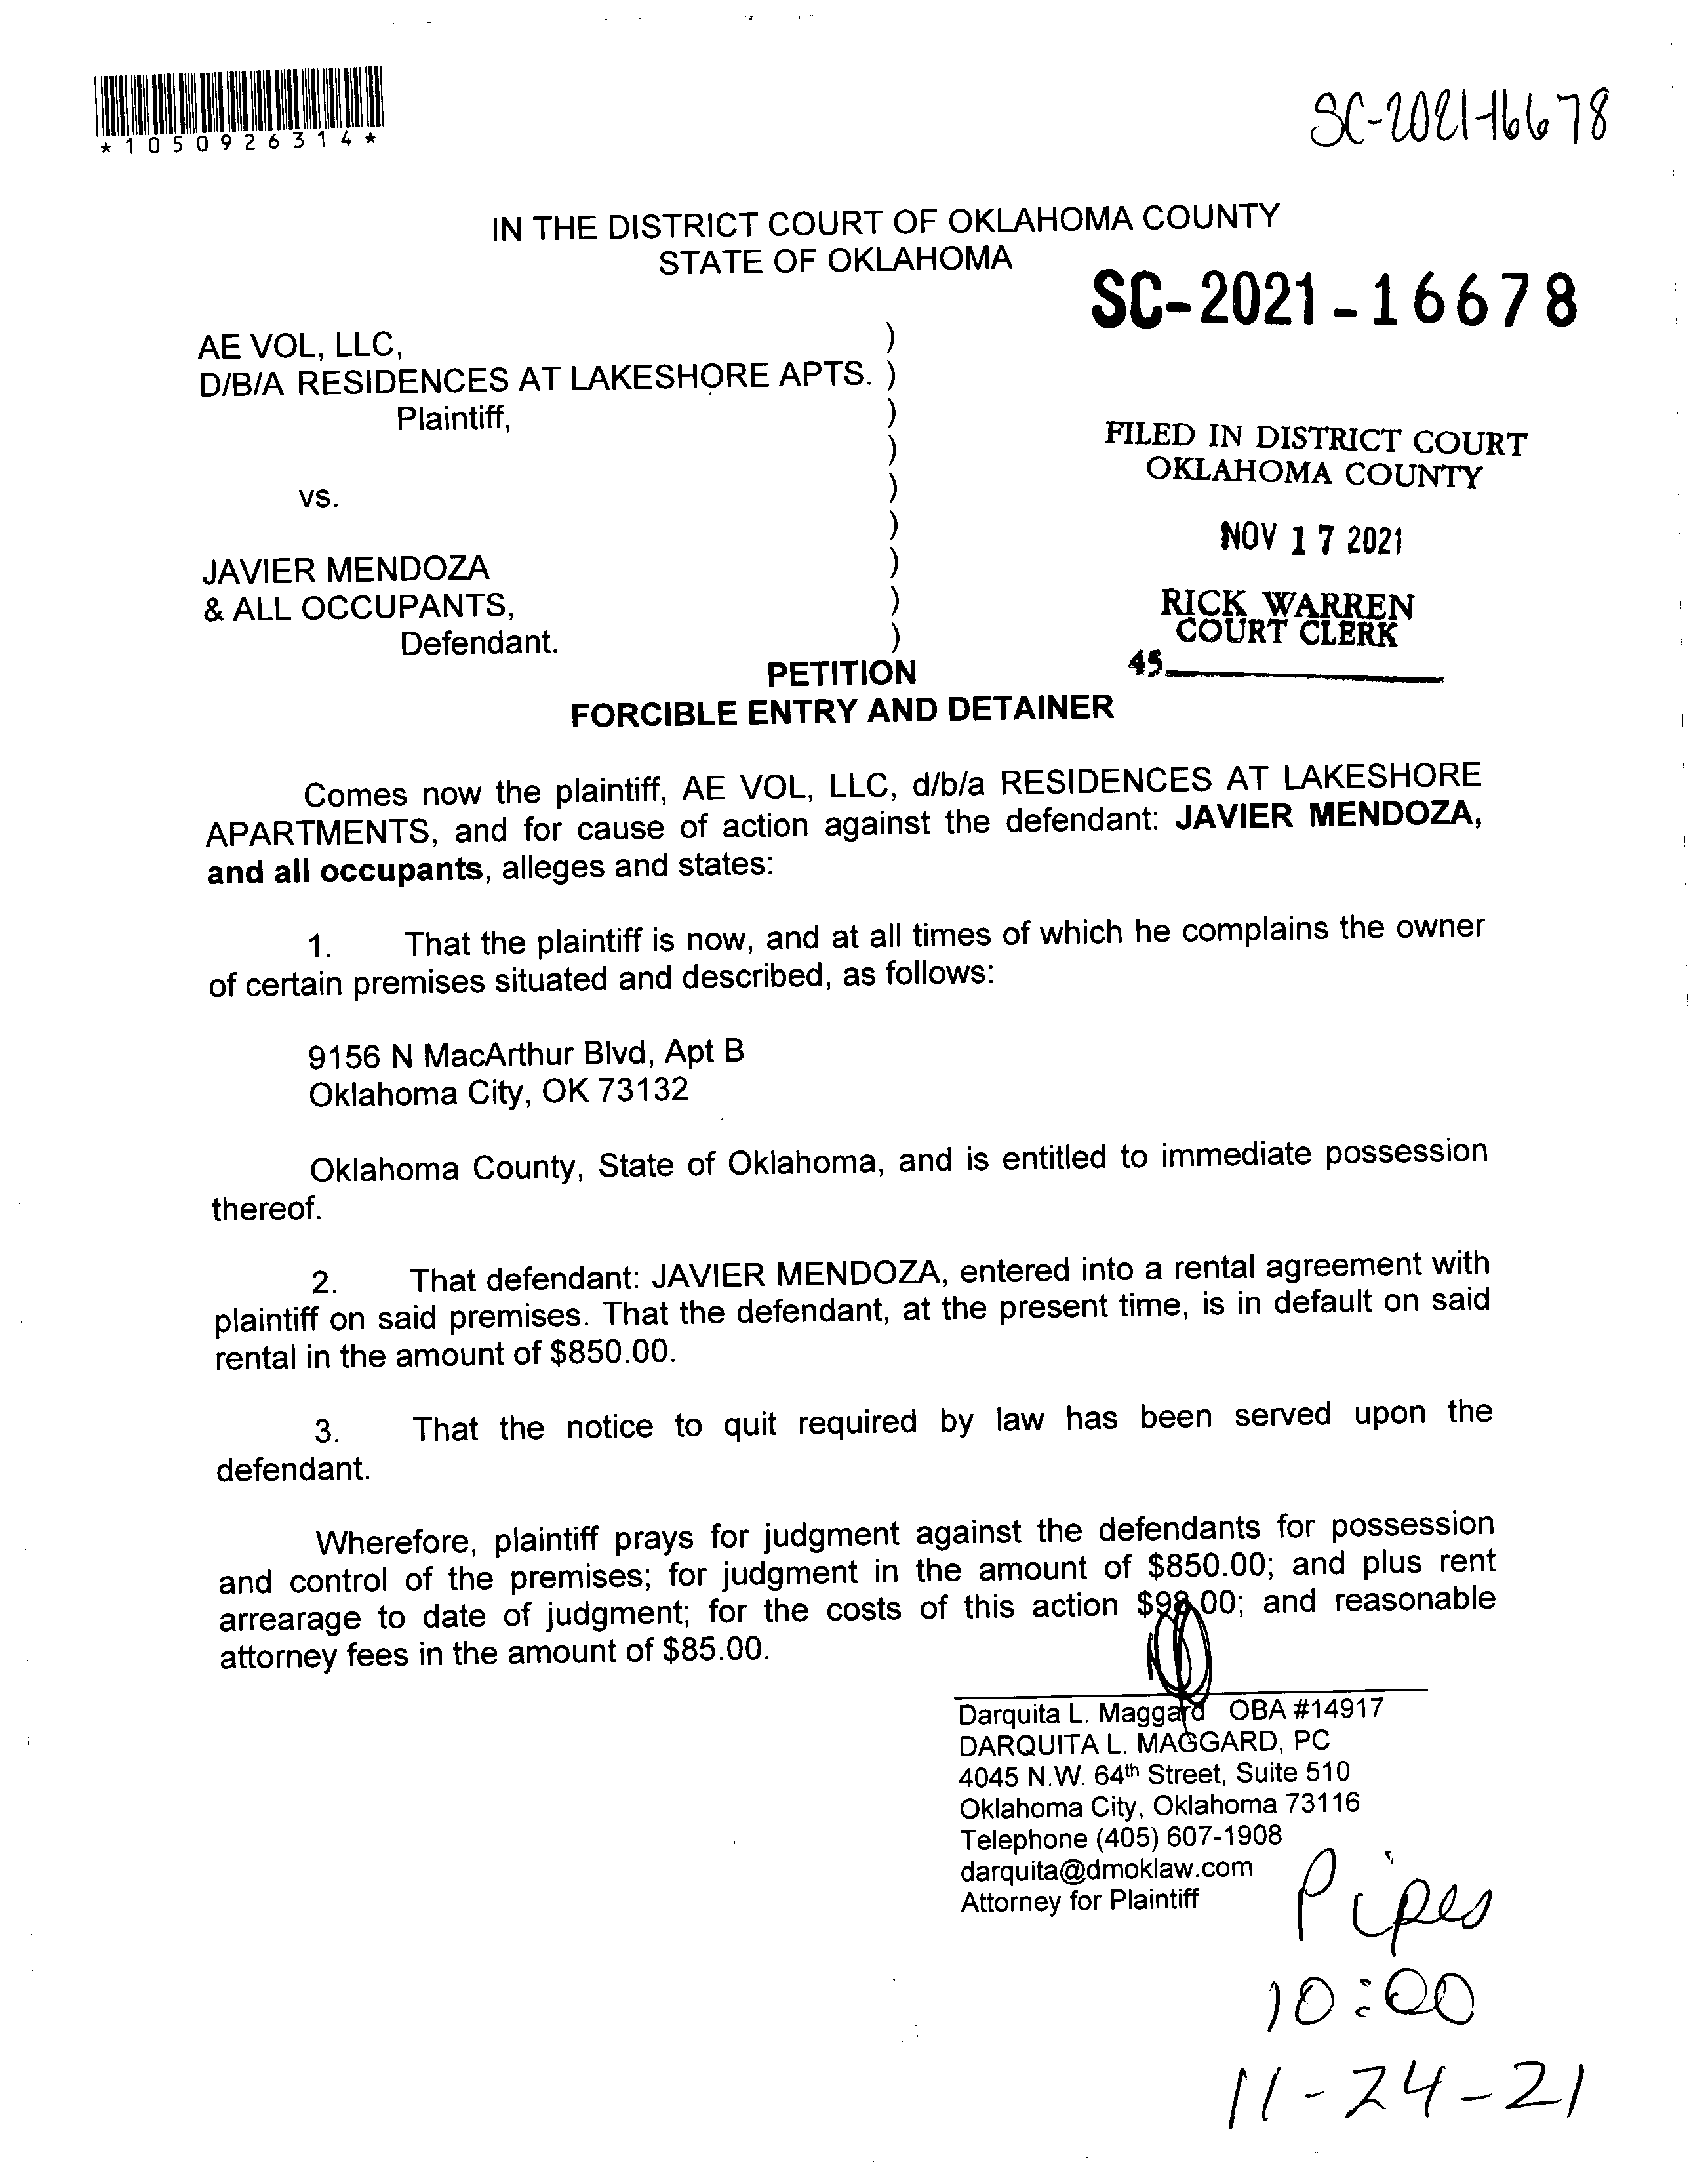 *1050926314*
SC-2021-16678
IN THE DISTRICT COURT OF OKLAHOMA COUNTY
STATE OF OKLAHOMA
SC-2021-16678
AE VOL, LLC, )
D/B/A RESIDENCES AT LAKESHORE APTS. )
Plaintiff, )
)
vs. )
)
JAVIER MENDOZA )
& ALL OCCUPANTS, )
Defendant. )
FILED IN DISTRICT COURT
OKLAHOMA COUNTY
NOV 17 2021
RICK WARREN
COURT CLERK
45
PETITION
FORCIBLE ENTRY AND DETAINER
Comes now the plaintiff, AE VOL, LLC, d/b/a RESIDENCES AT LAKESHORE
APARTMENTS, and for cause of action against the defendant: JAVIER MENDOZA,
and all occupants, alleges and states:
1. That the plaintiff is now, and at all times of which he complains the owner
of certain premises situated and described, as follows:
9156 N MacArthur Blvd, Apt B
Oklahoma City, OK 73132
Oklahoma County, State of Oklahoma, and is entitled to immediate possession
thereof.
2. That defendant: JAVIER MENDOZA, entered into a rental agreement with
plaintiff on said premises. That the defendant, at the present time, is in default on said
rental in the amount of $850.00.
3. That the notice to quit required by law has been served upon the
defendant.
Wherefore, plaintiff prays for judgment against the defendants for possession
and control of the premises; for judgment in the amount of $850.00; and plus rent
arrearage to date of judgment; for the costs of this action $98.00; and reasonable
attorney fees in the amount of $85.00.
Darquita L. Maggard OBA #14917
DARQUITA L. MAGGARD, PC
4045 N.W. 64th Street, Suite 510
Oklahoma City, Oklahoma 73116
Telephone (405) 607-1908
darquita@dmoklaw.com
Attorney for Plaintiff
Pipes
10:00
11-24-21